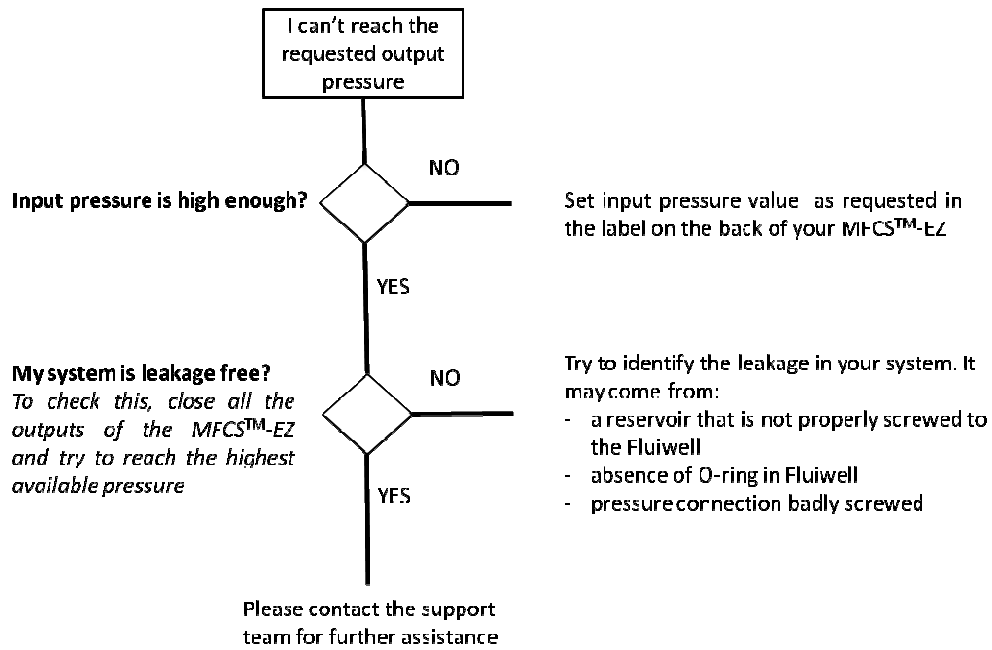 I can't reach the
requested output
pressure
NO
Input pressure is high enough?
Set input pressure value as requested in
the label on the back of your MFCS™-EZ
YES
My system is leakage free?
To check this, close all the
outputs of the MFCS™-EZ
and try to reach the highest
available pressure
NO
Try to identify the leakage in your system. It
may come from:
- a reservoir that is not properly screwed to
the Fluiwell
- absence of O-ring in Fluiwell
- pressure connection badly screwed
YES
Please contact the support
team for further assistance